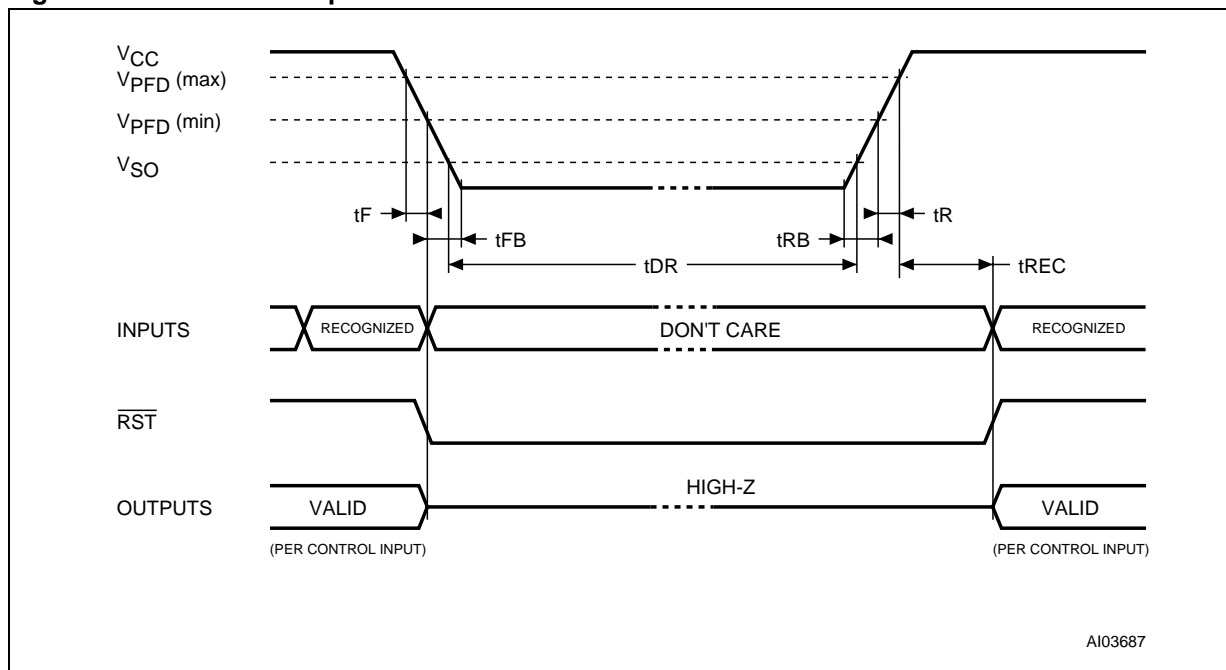 VCC
VPFD (max)
VPFD (min)
VSO
tF
tFB
tDR
tRB
tR
tREC
INPUTS
RECOGNIZED
DON'T CARE
RECOGNIZED
RST
HIGH-Z
OUTPUTS
VALID
VALID
(PER CONTROL INPUT)
(PER CONTROL INPUT)
AI03687